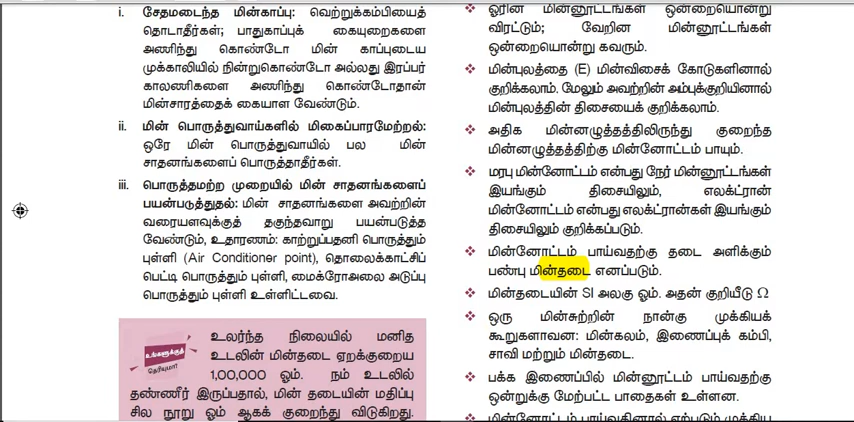 i. சேதமடைந்த மின்காப்பு: வெற்றுக்கம்பியைத்
தொடாதீர்கள்; பாதுகாப்புக் கையுறைகளை
அணிந்து கொண்டோ மின் காப்புடைய
முக்காலியில் நின்றுகொண்டோ அல்லது இரப்பர்
காலணிகளை அணிந்து கொண்டோதான்
மின்சாரத்தைக் கையாள வேண்டும்.
ii. மின் பொருத்துவாய்களில் மிகைப்பாரமேற்றல்:
ஒரே மின் பொருத்துவாயில் பல மின்
சாதனங்களைப் பொருத்தாதீர்கள்.
iii. பொருத்தமற்ற முறையில் மின் சாதனங்களைப்
பயன்படுத்துதல்: மின் சாதனங்களை அவற்றின்
வரையளவுக்குத் தகுந்தவாறு பயன்படுத்த
வேண்டும், உதாரணம்: காற்றுப்பதனி பொருத்தும்
புள்ளி (Air Conditioner point), தொலைக்காட்சிப்
பெட்டி பொருத்தும் புள்ளி, மைக்ரோஅலை அடுப்பு
பொருத்தும் புள்ளி உள்ளிட்டவை.
உங்களுக்குத்
தெரியுமா?
உலர்ந்த நிலையில் மனித
உடலின் மின்தடை ஏறக்குறைய
1,00,000 ஓம். நம் உடலில்
தண்ணீர் இருப்பதால், மின் தடையின் மதிப்பு
சில நூறு ஓம் ஆகக் குறைந்து விடுகிறது.
❖ ஓரின் மின்னூட்டங்கள் ஒன்றையொன்று
விரட்டும்; வேறின மின்னூட்டங்கள்
ஒன்றையொன்று கவரும்.
❖ மின்புலத்தை (E) மின்விசைக் கோடுகளினால்
குறிக்கலாம். மேலும் அவற்றின் அம்புக்குறியினால்
மின்புலத்தின் திசையைக் குறிக்கலாம்.
❖ அதிக மின்னழுத்தத்திலிருந்து குறைந்த
மின்னழுத்தத்திற்கு மின்னோட்டம் பாயும்.
❖ மரபு மின்னோட்டம் என்பது நேர் மின்னூட்டங்கள்
இயங்கும் திசையிலும், எலக்ட்ரான்
மின்னோட்டம் என்பது எலக்ட்ரான்கள் இயங்கும்
திசையிலும் குறிக்கப்படும்.
❖ மின்னோட்டம் பாய்வதற்கு தடை அளிக்கும்
பண்பு மின்தடை எனப்படும்.
❖ மின்தடையின் SI அலகு ஓம். அதன் குறியீடு Ω
❖ ஒரு மின்சுற்றின் நான்கு முக்கியக்
கூறுகளாவன: மின்கலம், இணைப்புக் கம்பி,
சாவி மற்றும் மின்தடை.
❖ பக்க இணைப்பில் மின்னூட்டம் பாய்வதற்கு
ஒன்றுக்கு மேற்பட்ட பாதைகள் உள்ளன.
❖ மின்னோட்டம் பாய்வதினால் ஏற்படும் முக்கிய